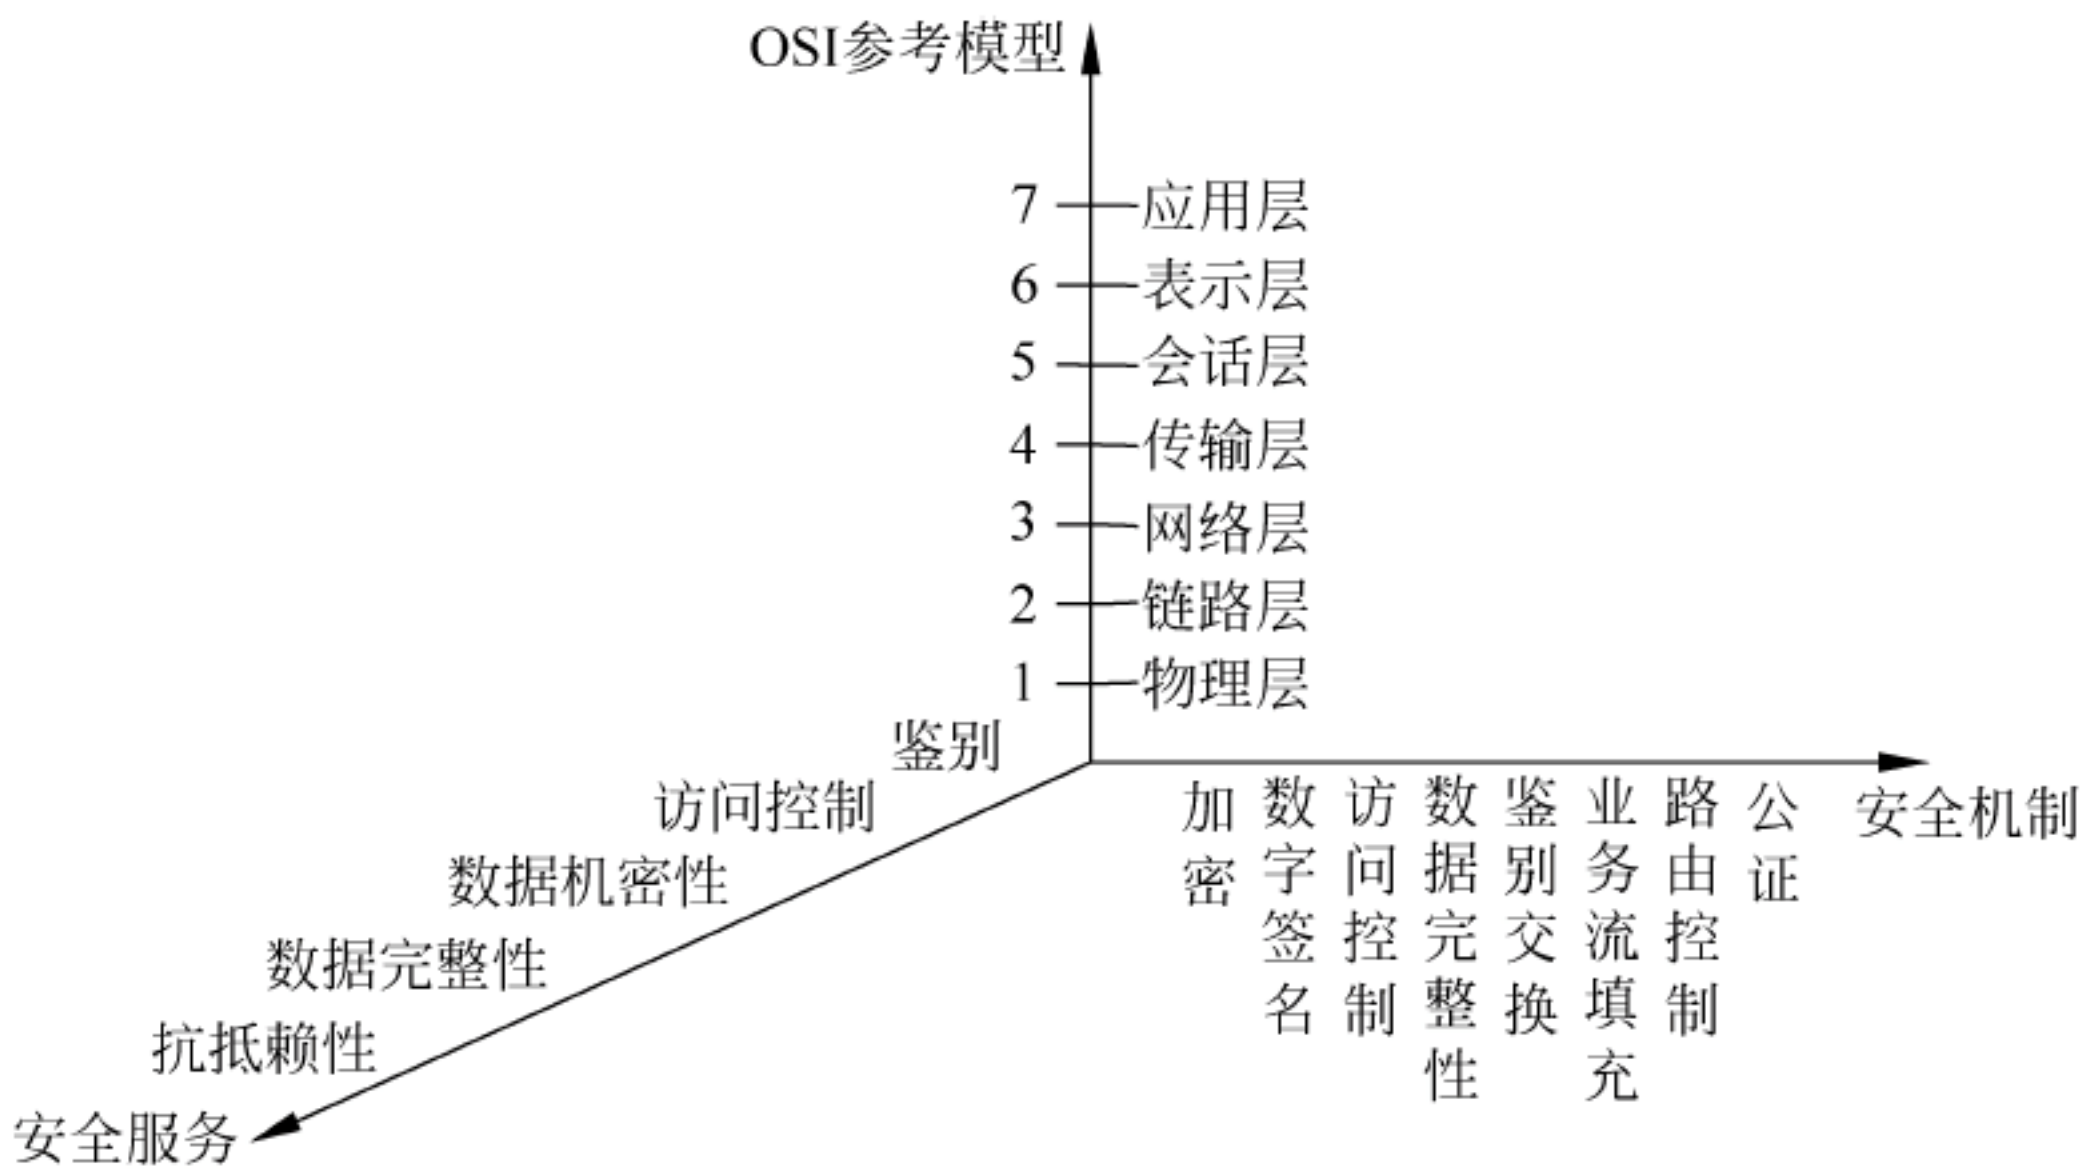 OSI参考模型
7 应用层
6 表示层
5 会话层
4 传输层
3 网络层
2 链路层
1 物理层
鉴别
访问控制
数据机密性
数据完整性
抗抵赖性
安全服务
加密
数字签名
访问控制
数据完整性
鉴别交换
业务流填充
路由控制
公证
安全机制